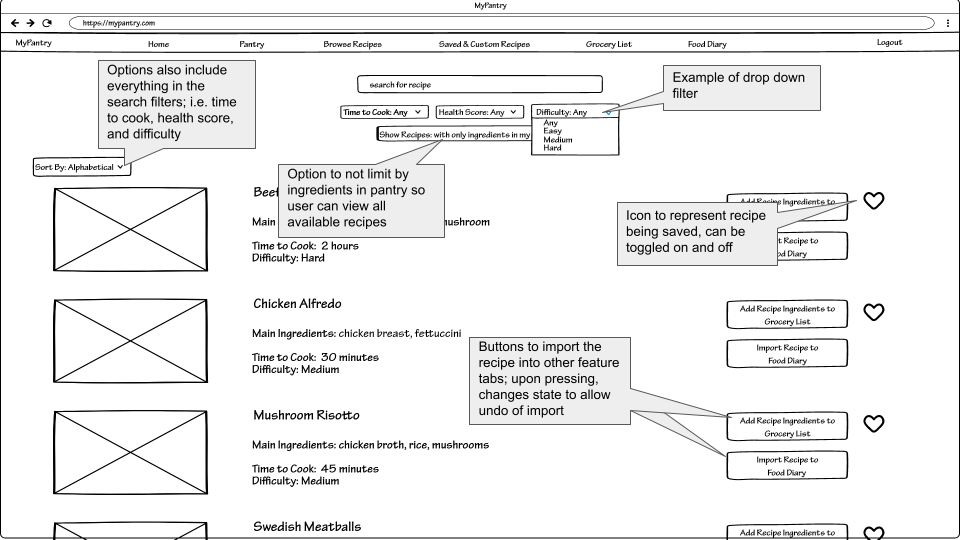 MyPantry
https://mypantry.com
MyPantry Home Pantry Browse Recipes Saved & Custom Recipes Grocery List Food Diary Logout
Options also include
everything in the
search filters; i.e. time
to cook, health score,
and difficulty
search for recipe
Example of drop down
filter
Time to Cook: Any Health Score: Any Difficulty: Any
Any
Easy
Medium
Hard
Show Recipes: with only ingredients in my
Sort By: Alphabetical
Option to not limit by
ingredients in pantry so
user can view all
available recipes
Beef
Main
mushroom
Time to Cook: 2 hours
Difficulty: Hard
Add Recipe Ingredients to
Icon to represent recipe
being saved, can be
toggled on and off
Recipe to
Diary
Chicken Alfredo
Main Ingredients: chicken breast, fettuccini
Time to Cook: 30 minutes
Difficulty: Medium
Add Recipe Ingredients to
Grocery List
Import Recipe to
Food Diary
Buttons to import the
recipe into other feature
tabs; upon pressing,
changes state to allow
undo of import
Mushroom Risotto
Main Ingredients: chicken broth, rice, mushrooms
Time to Cook: 45 minutes
Difficulty: Medium
Add Recipe Ingredients to
Grocery List
Import Recipe to
Food Diary
Swedish Meatballs
Add Recipe Ingredients to